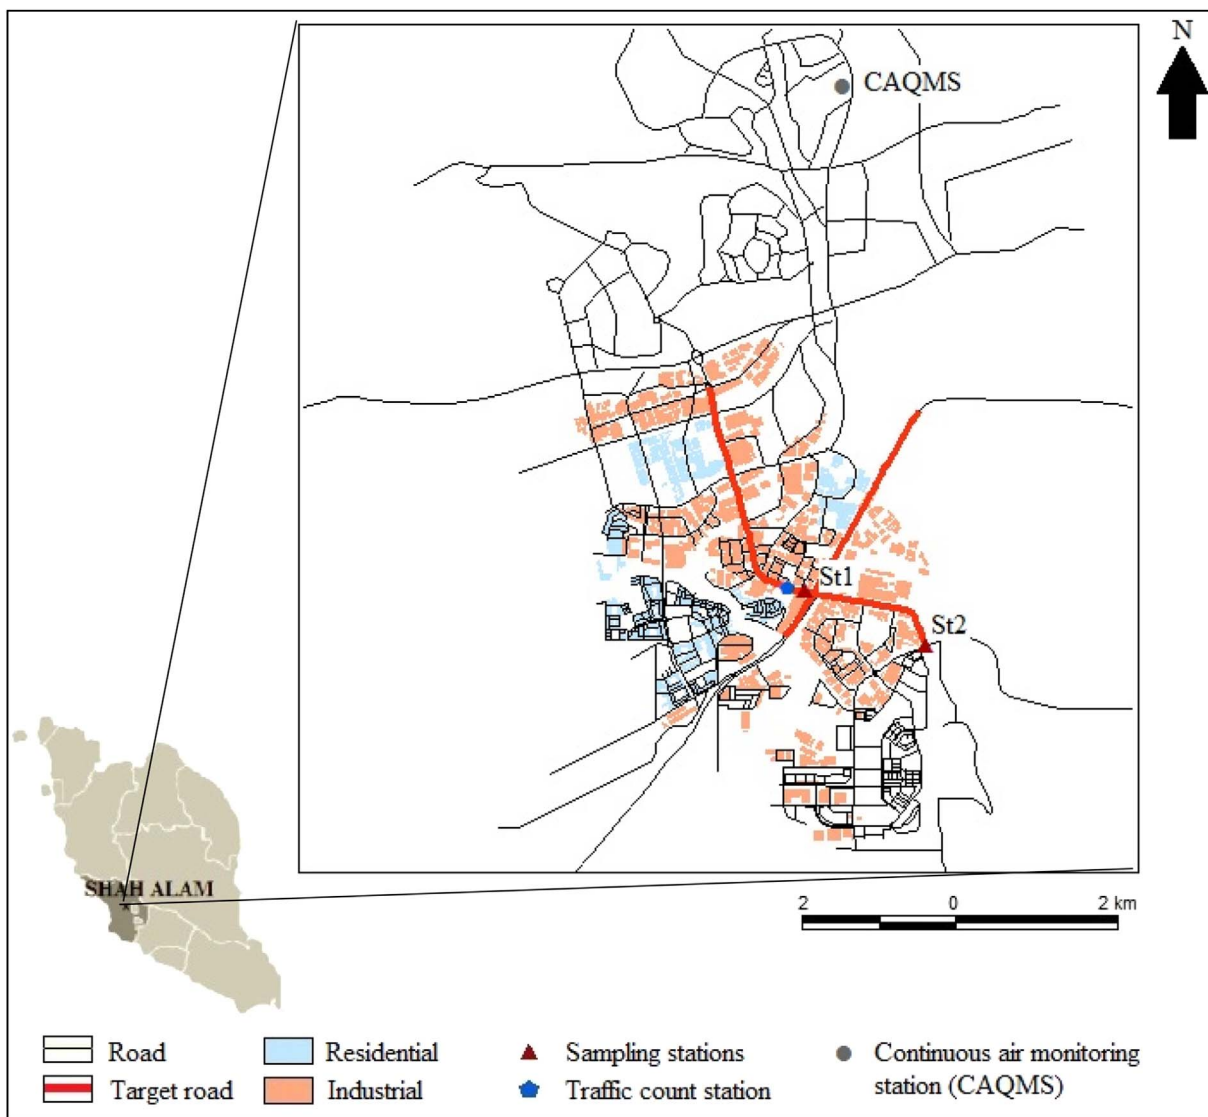 N
CAQMS
St1
St2
SHAH ALAM
2 0 2 km
Road
Residential
Sampling stations
Continuous air monitoring
station (CAQMS)
Target road
Industrial
Traffic count station